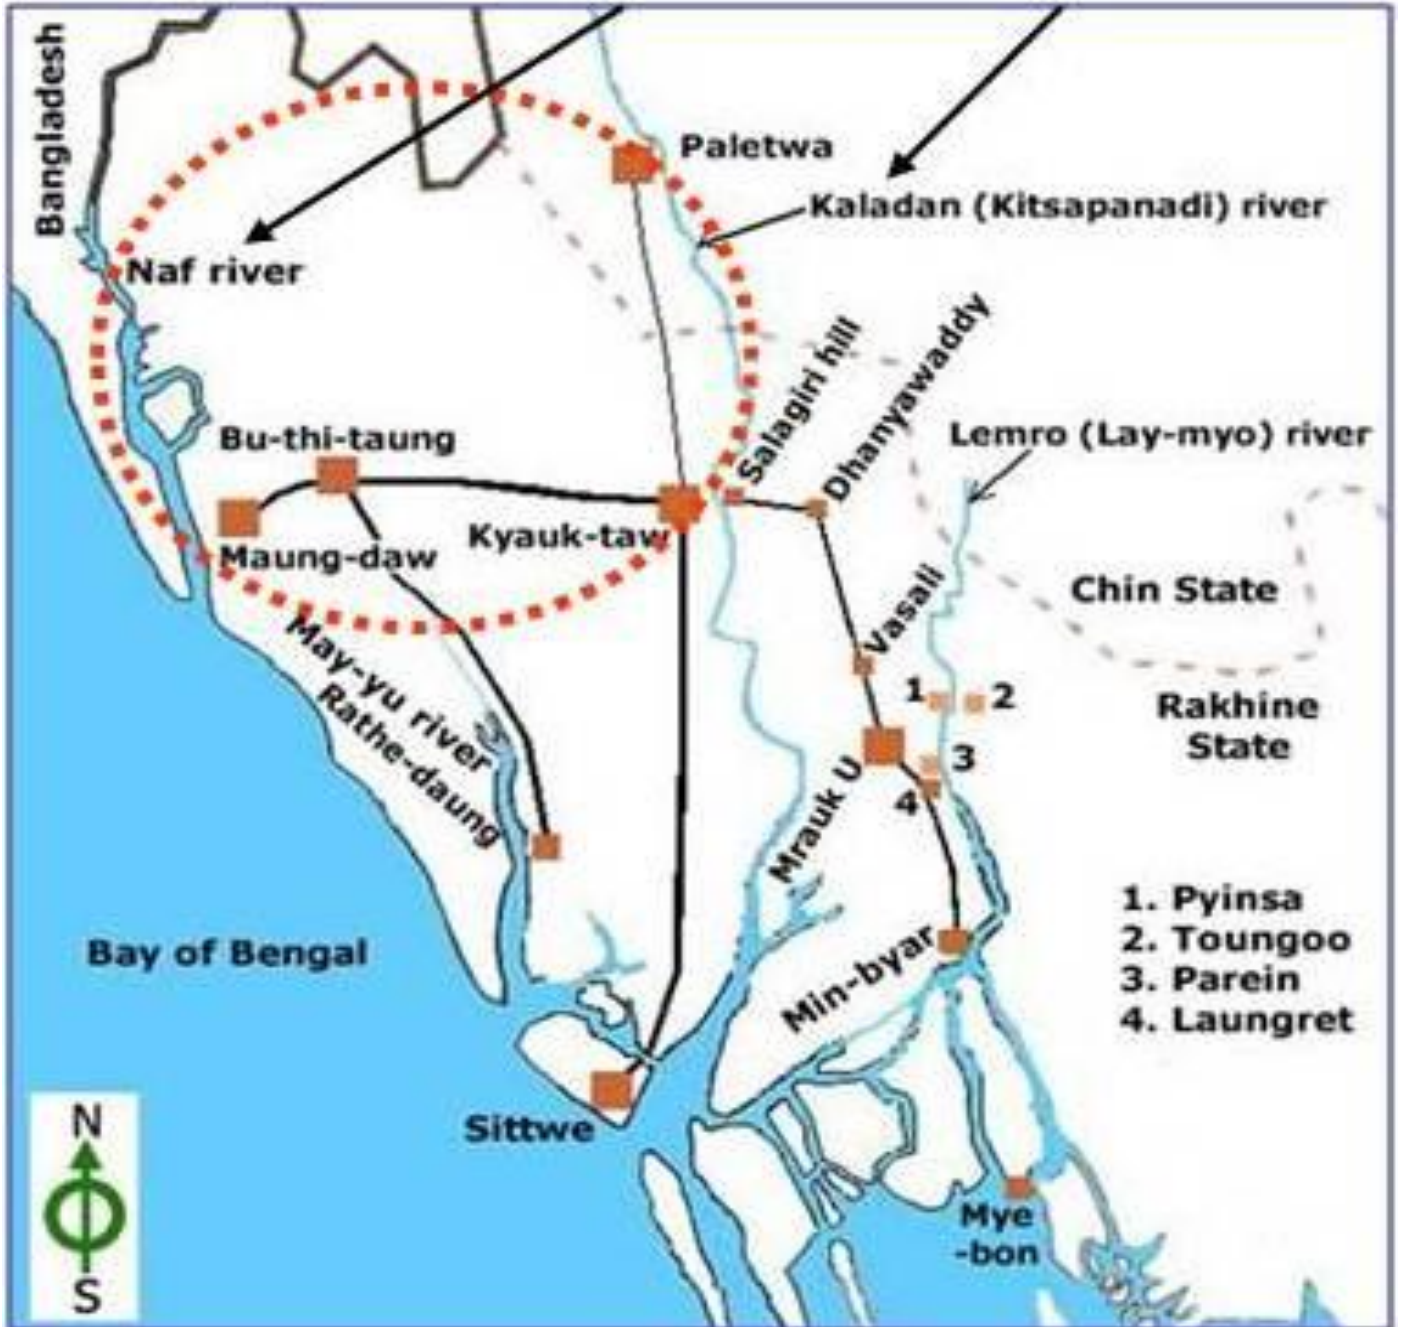 Bangladesh
Paletwa
Kaladan (Kitsapanadi) river
Naf river
Salagiri hill
Dhanyawaddy
Bu-thi-taung
Lemro (Lay-myo) river
Kyauk-taw
Maung-daw
Vasali
Chin State
May-yu river
Rathe-daung
1
2
Rakhine
State
3
4
Mrauk U
1. Pyinsa
2. Toungoo
3. Parein
4. Laungret
Bay of Bengal
Min-byar
N
S
Sittwe
Mye
-bon